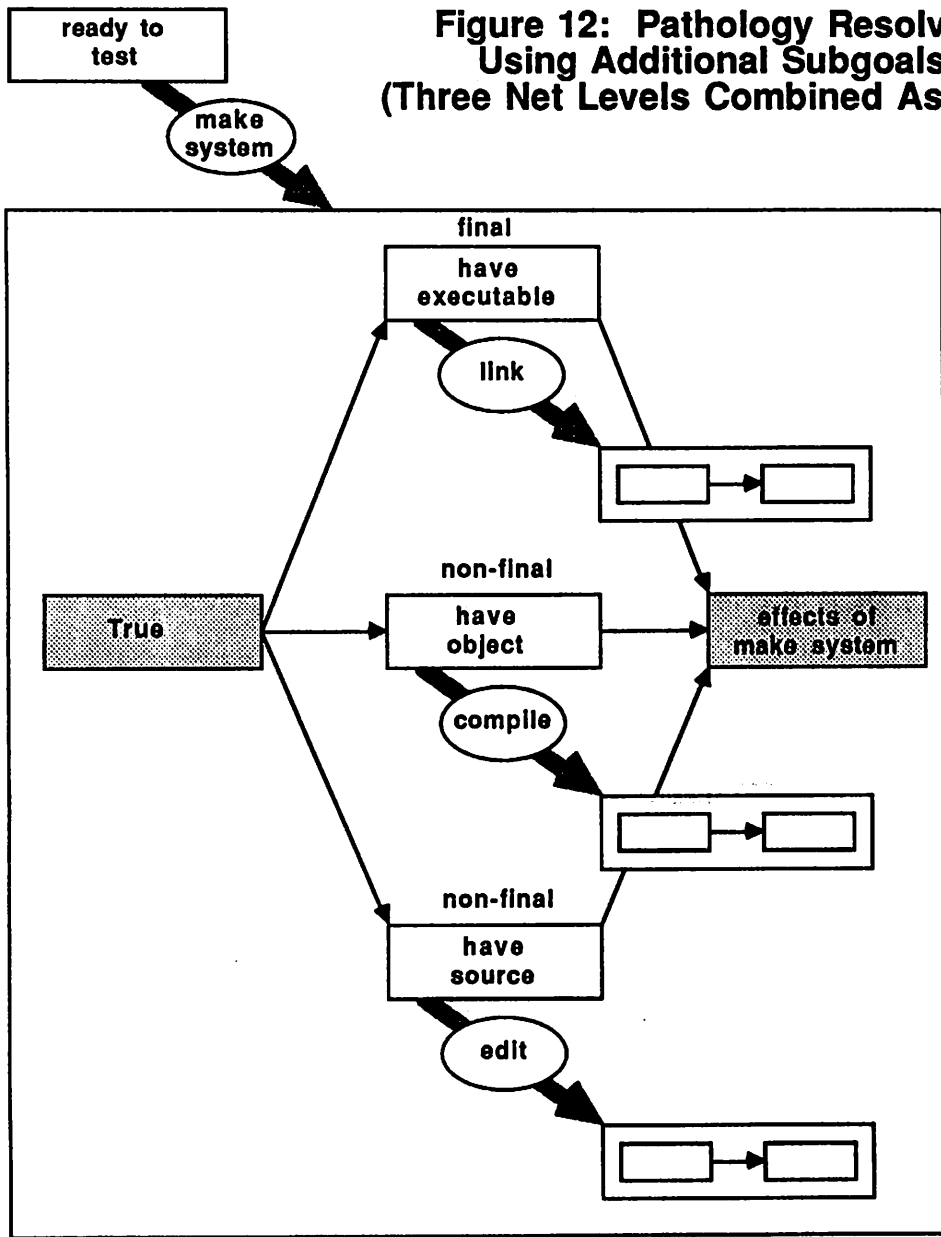 Figure 12: Pathology Resolv
Using Additional Subgoals
(Three Net Levels Combined As
ready to
test
make
system
final
have
executable
link
non-final
True
have
object
effects of
make system
compile
non-final
have
source
edit